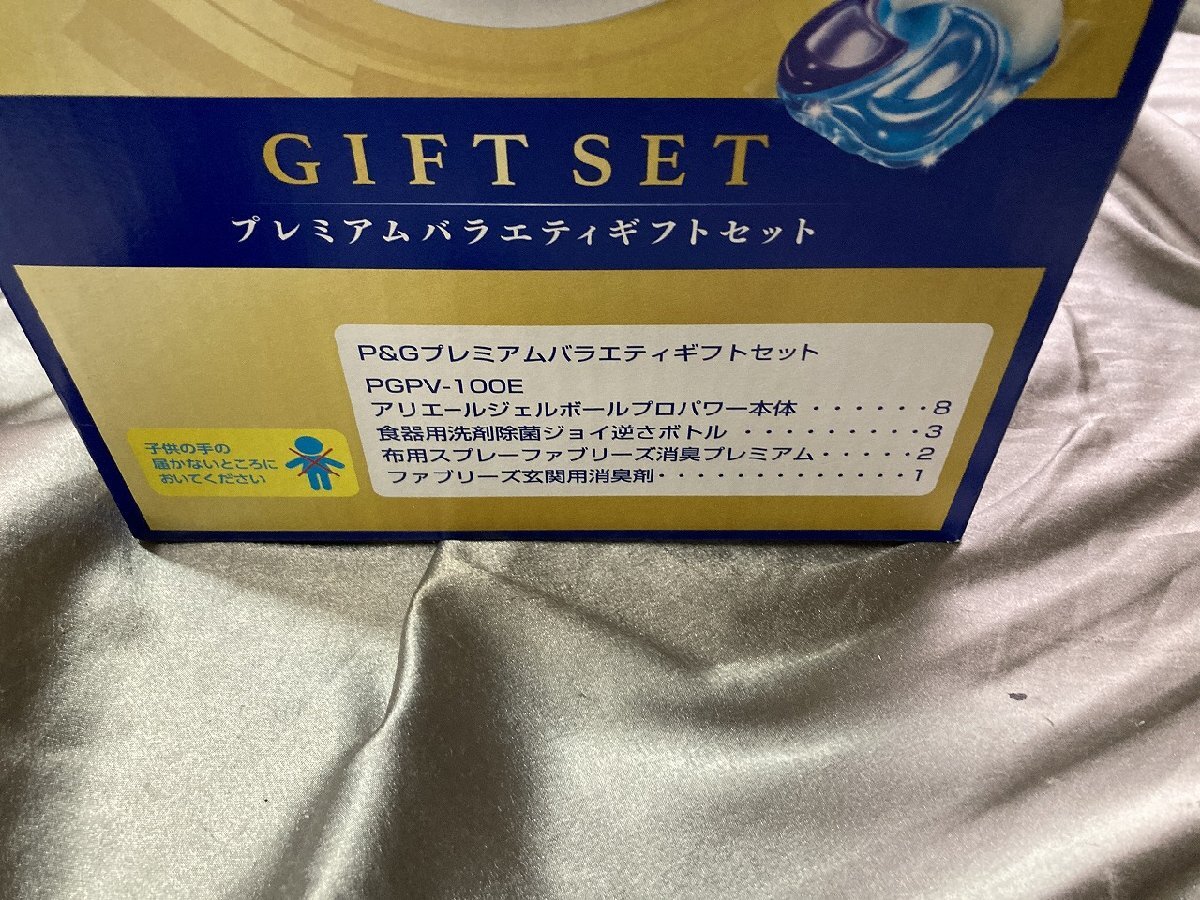 GIFT SET
プレミアムバラエティギフトセット
P&Gプレミアムバラエティギフトセット
PGPV-100E
アリエールジェルボールプロパワー本体 ・・・・・・8
食器用洗剤除菌ジョイ逆さボトル ・・・・・・・・・3
布用スプレーファブリーズ消臭プレミアム・・・・・2
ファブリーズ玄関用消臭剤・・・・・・・・・・・・・1
子供の手の
届かないところに
おいてください